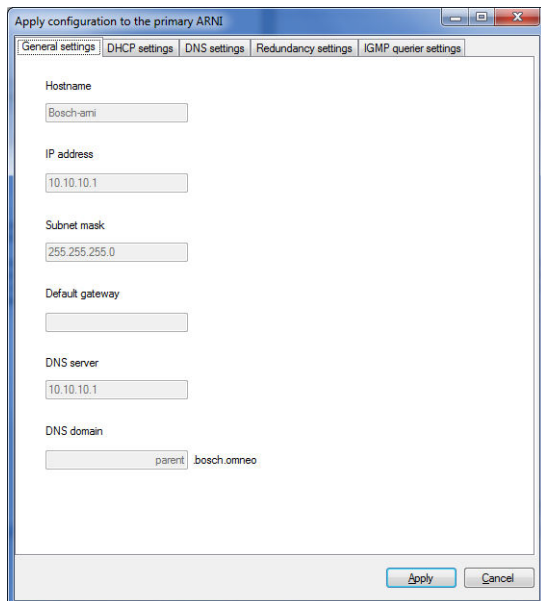 Apply configuration to the primary ARNI
General settings DHCP settings DNS settings Redundancy settings IGMP querier settings
Hostname
Bosch-arni
IP address
10.10.10.1
Subnet mask
255.255.255.0
Default gateway
DNS server
10.10.10.1
DNS domain
parent .bosch.omneo
Apply Cancel